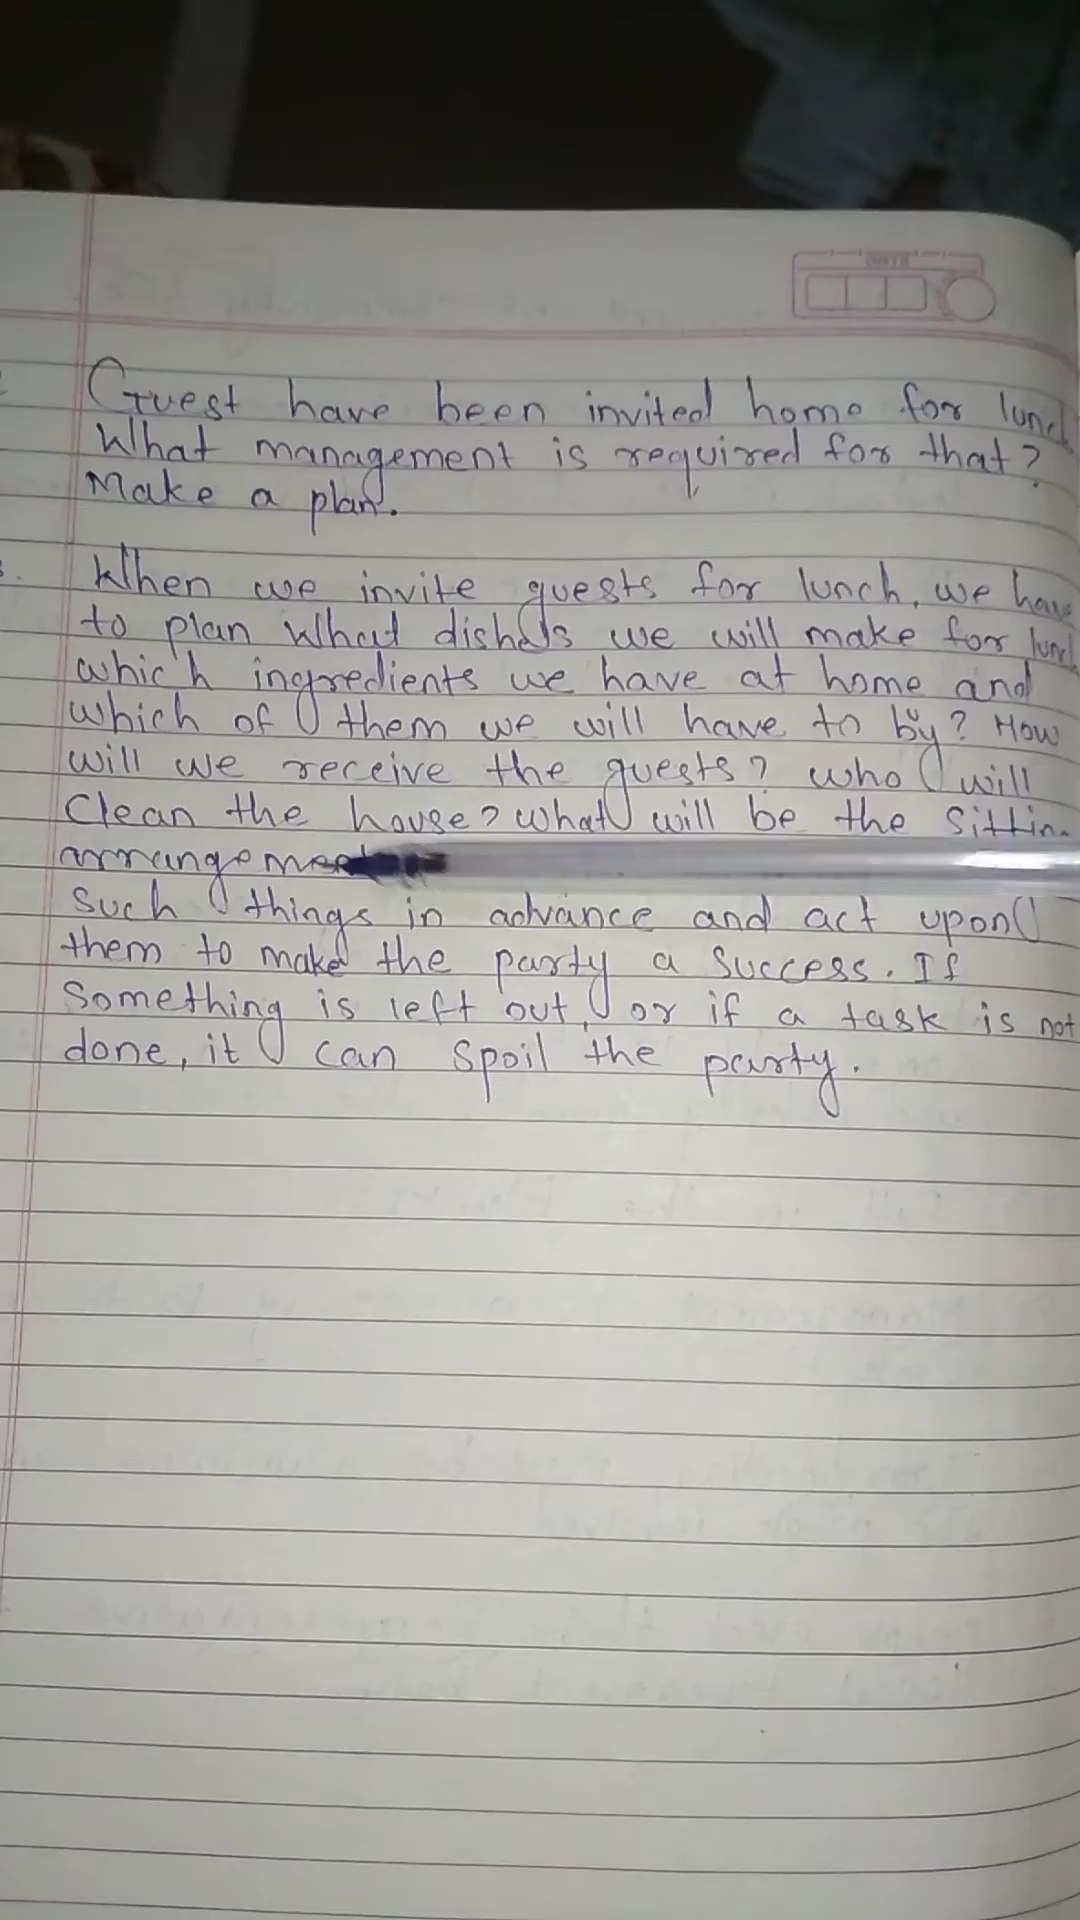 DATE
Guest have been invited home for lunch
What management is required for that?
Make a plan.
When we invite guests for lunch, we have
to plan What dishes we will make for lunch
which ingredients we have at home and
which of them we will have to buy? How
will we receive the guests? who will
Clean the house? what will be the Sittin
arrangement
Such things in advance and act upon
them to make the party a Success. If
Something is left out, or if a task is not
done, it can spoil the party.